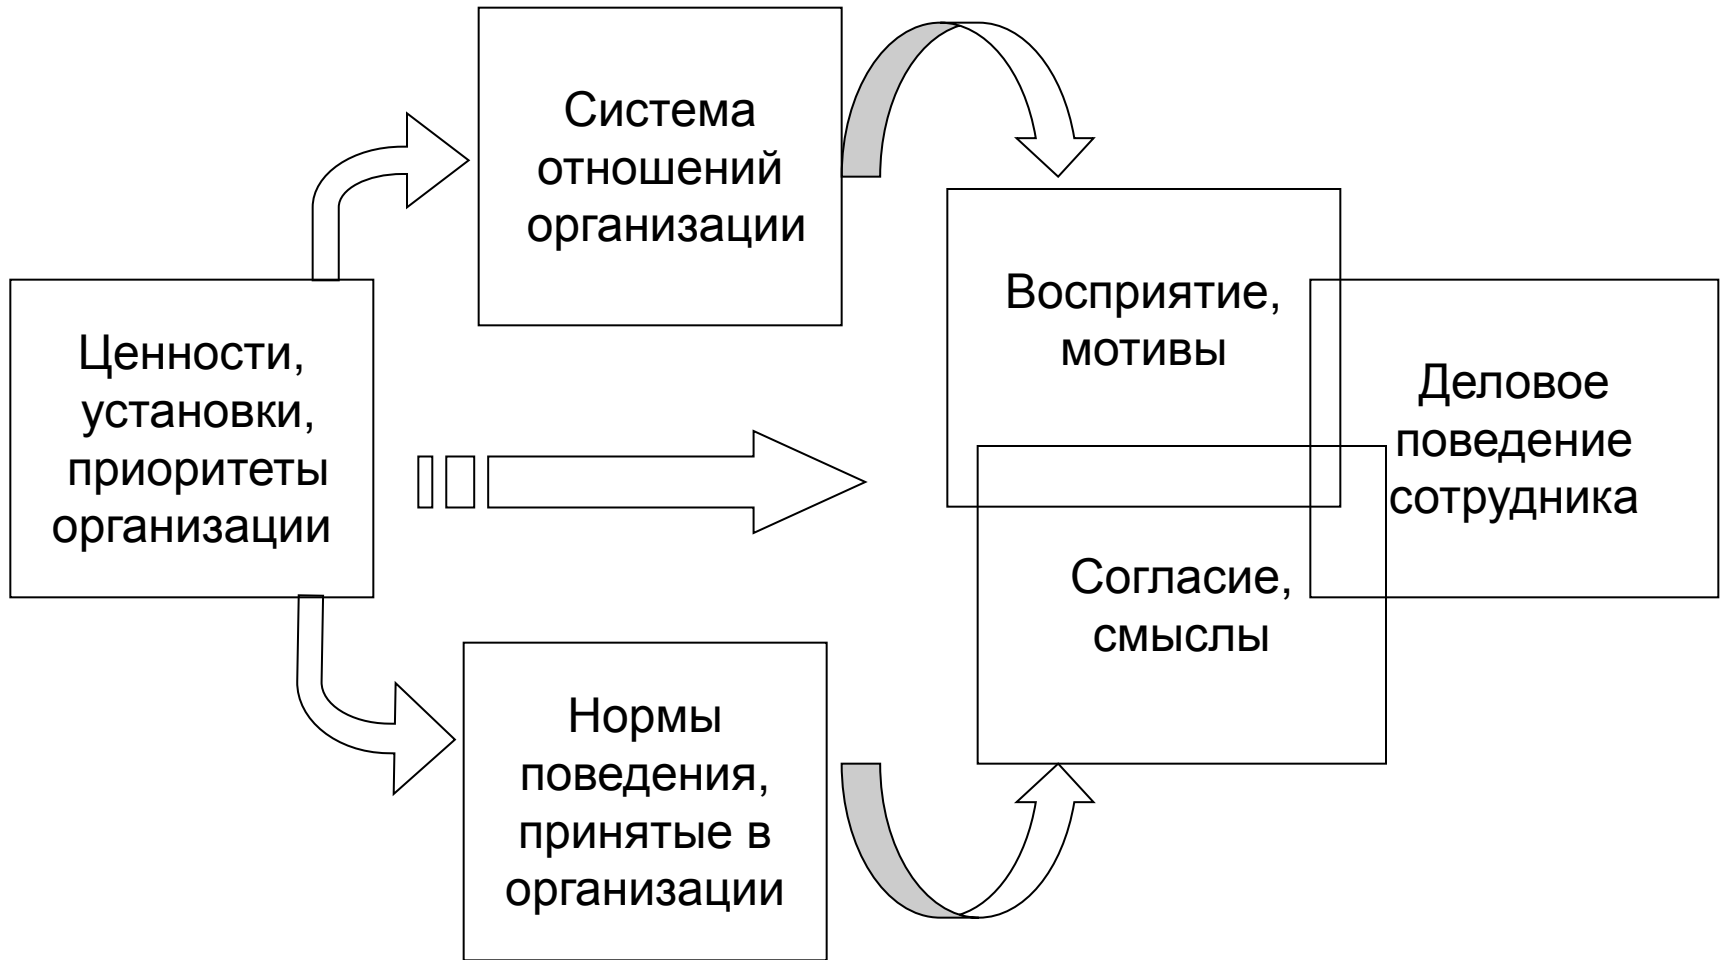 Система
отношений
организации
Ценности,
установки,
приоритеты
организации
Восприятие,
мотивы
Деловое
поведение
сотрудника
Согласие,
смыслы
Нормы
поведения,
принятые в
организации